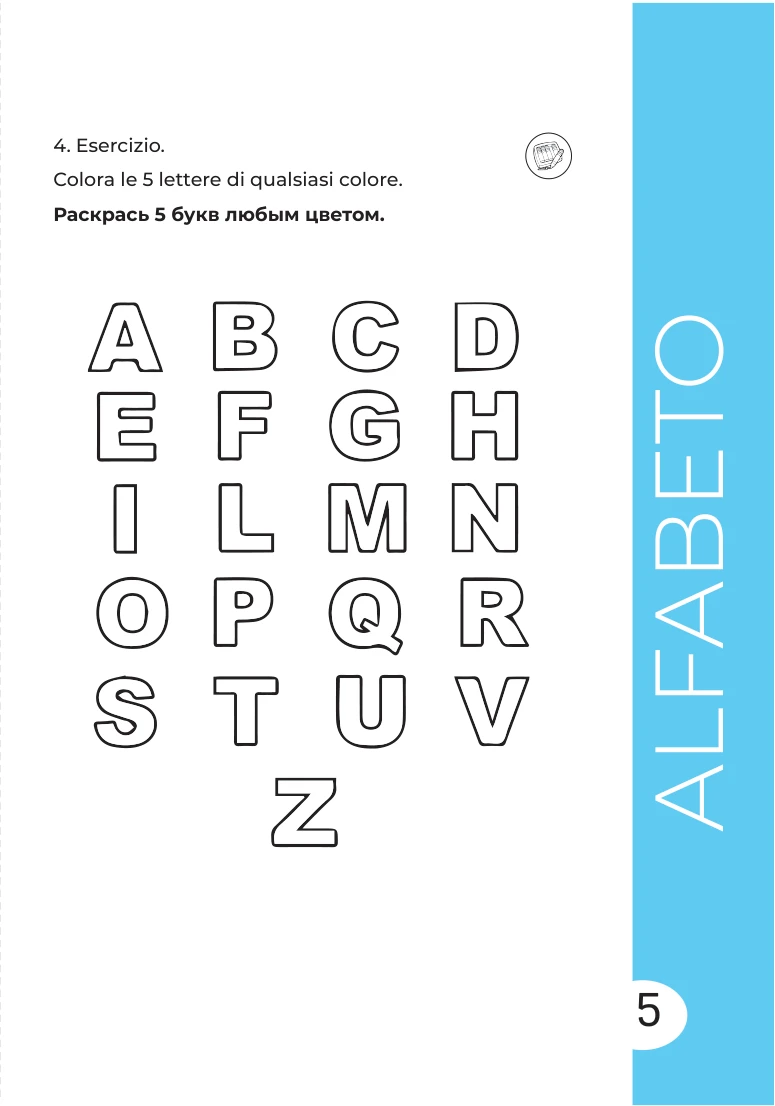 4. Esercizio.
Colora le 5 lettere di qualsiasi colore.
Раскрась 5 букв любым цветом.
A B C D
E F G H
I L M N
O P Q R
S T U V
Z
ALFABETO
5